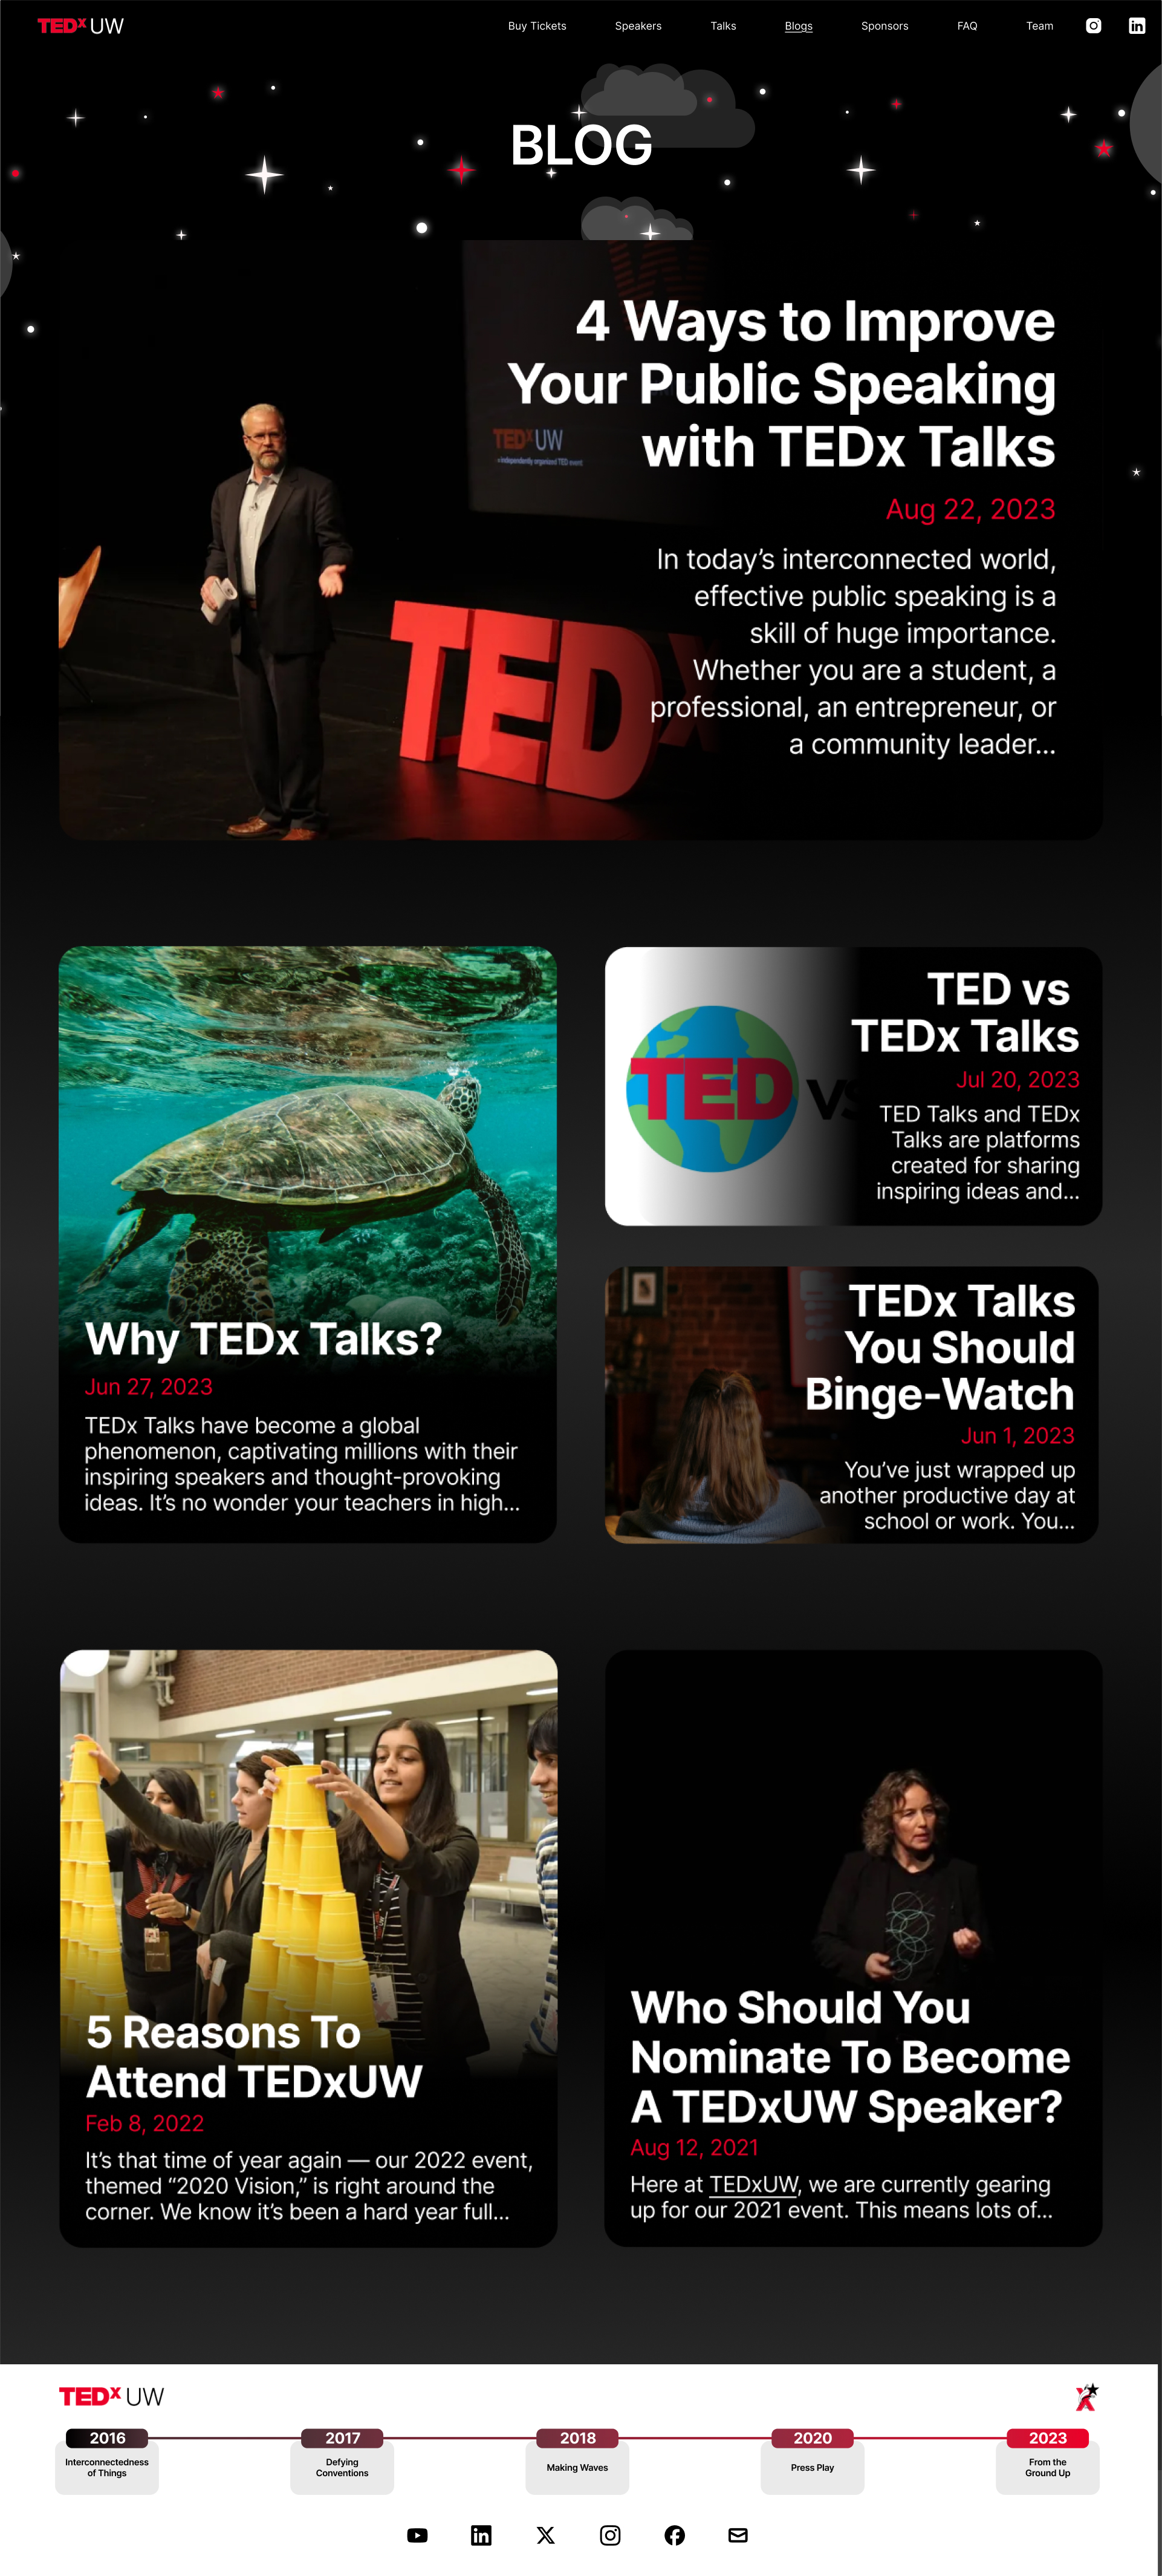 TEDx UW
Buy Tickets
Speakers
Talks
Blogs
Sponsors
FAQ
Team
BLOG
4 Ways to Improve
Your Public Speaking
with TEDx Talks
TEDx UW
x independently organized TED event
TEDX
Aug 22, 2023
In today’s interconnected world,
effective public speaking is a
skill of huge importance.
Whether you are a student, a
professional, an entrepreneur, or
a community leader...
Why TEDx Talks?
Jun 27, 2023
TEDx Talks have become a global
phenomenon, captivating millions with their
inspiring speakers and thought-provoking
ideas. It’s no wonder your teachers in high...
TED vs
TED vs
TEDx Talks
Jul 20, 2023
TED Talks and TEDx
Talks are platforms
created for sharing
inspiring ideas and...
TEDx Talks
You Should
Binge-Watch
Jun 1, 2023
You’ve just wrapped up
another productive day at
school or work. You...
5 Reasons To
Attend TEDxUW
Feb 8, 2022
It’s that time of year again — our 2022 event,
themed “2020 Vision,” is right around the
corner. We know it’s been a hard year full...
Who Should You
Nominate To Become
A TEDxUW Speaker?
Aug 12, 2021
Here at TEDxUW, we are currently gearing
up for our 2021 event. This means lots of...
TEDx UW
2016
Interconnectedness
of Things
2017
Defying
Conventions
2018
Making Waves
2020
Press Play
2023
From the
Ground Up